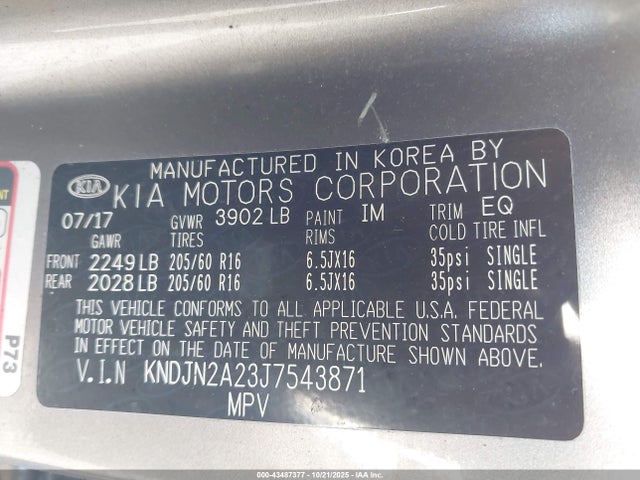 MANUFACTURED IN KOREA BY
KIA KIA MOTORS CORPORATION
07/17 GVWR 3902 LB PAINT IM TRIM EQ
GAWR TIRES RIMS COLD TIRE INFL
FRONT 2249 LB 205/60 R16 6.5JX16 35psi SINGLE
REAR 2028 LB 205/60 R16 6.5JX16 35psi SINGLE
THIS VEHICLE CONFORMS TO ALL APPLICABLE U.S.A. FEDERAL
MOTOR VEHICLE SAFETY AND THEFT PREVENTION STANDARDS
IN EFFECT ON THE DATE OF MANUFACTURE SHOWN ABOVE.
V.I.N KNDJN2A23J7543871
MPV
P73
00-43487377 - 10/21/2025 - IAA Inc.